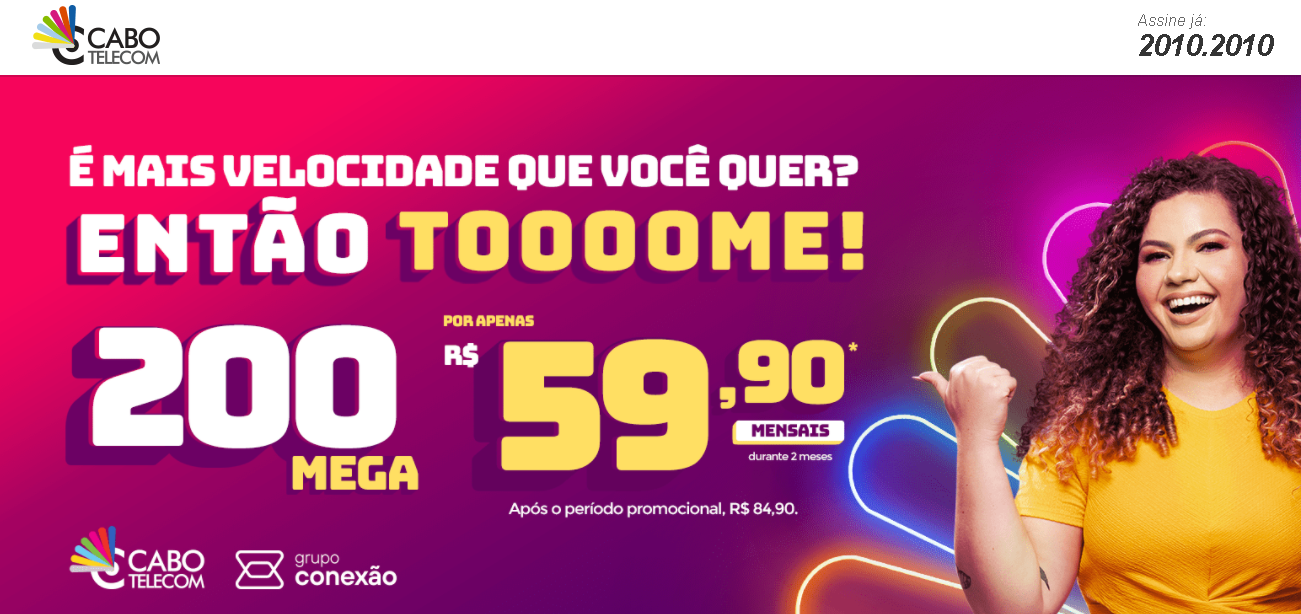 CABO
TELECOM
Assine já:
2010.2010
É MAIS VELOCIDADE QUE VOCÊ QUER?
ENTÃO TOOOOME!
200
MEGA
POR APENAS
R$ 59,90*
MENSAIS
durante 2 meses
Após o período promocional, R$ 84,90.
CABO
TELECOM
grupo
conexão